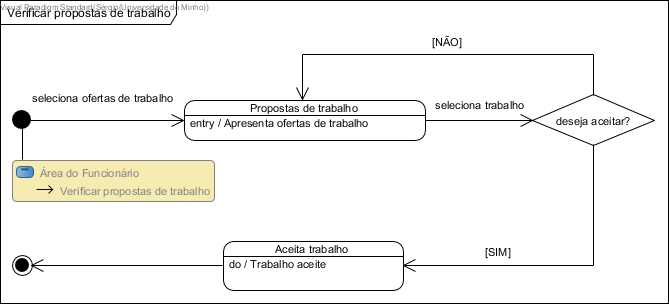 Visual Paradigm Standard(Sérgio(Universidade do Minho))
Verificar propostas de trabalho
[NÃO]
seleciona ofertas de trabalho
Propostas de trabalho
entry / Apresenta ofertas de trabalho
seleciona trabalho
deseja aceitar?
Área do Funcionário
Verificar propostas de trabalho
[SIM]
Aceita trabalho
do / Trabalho aceite